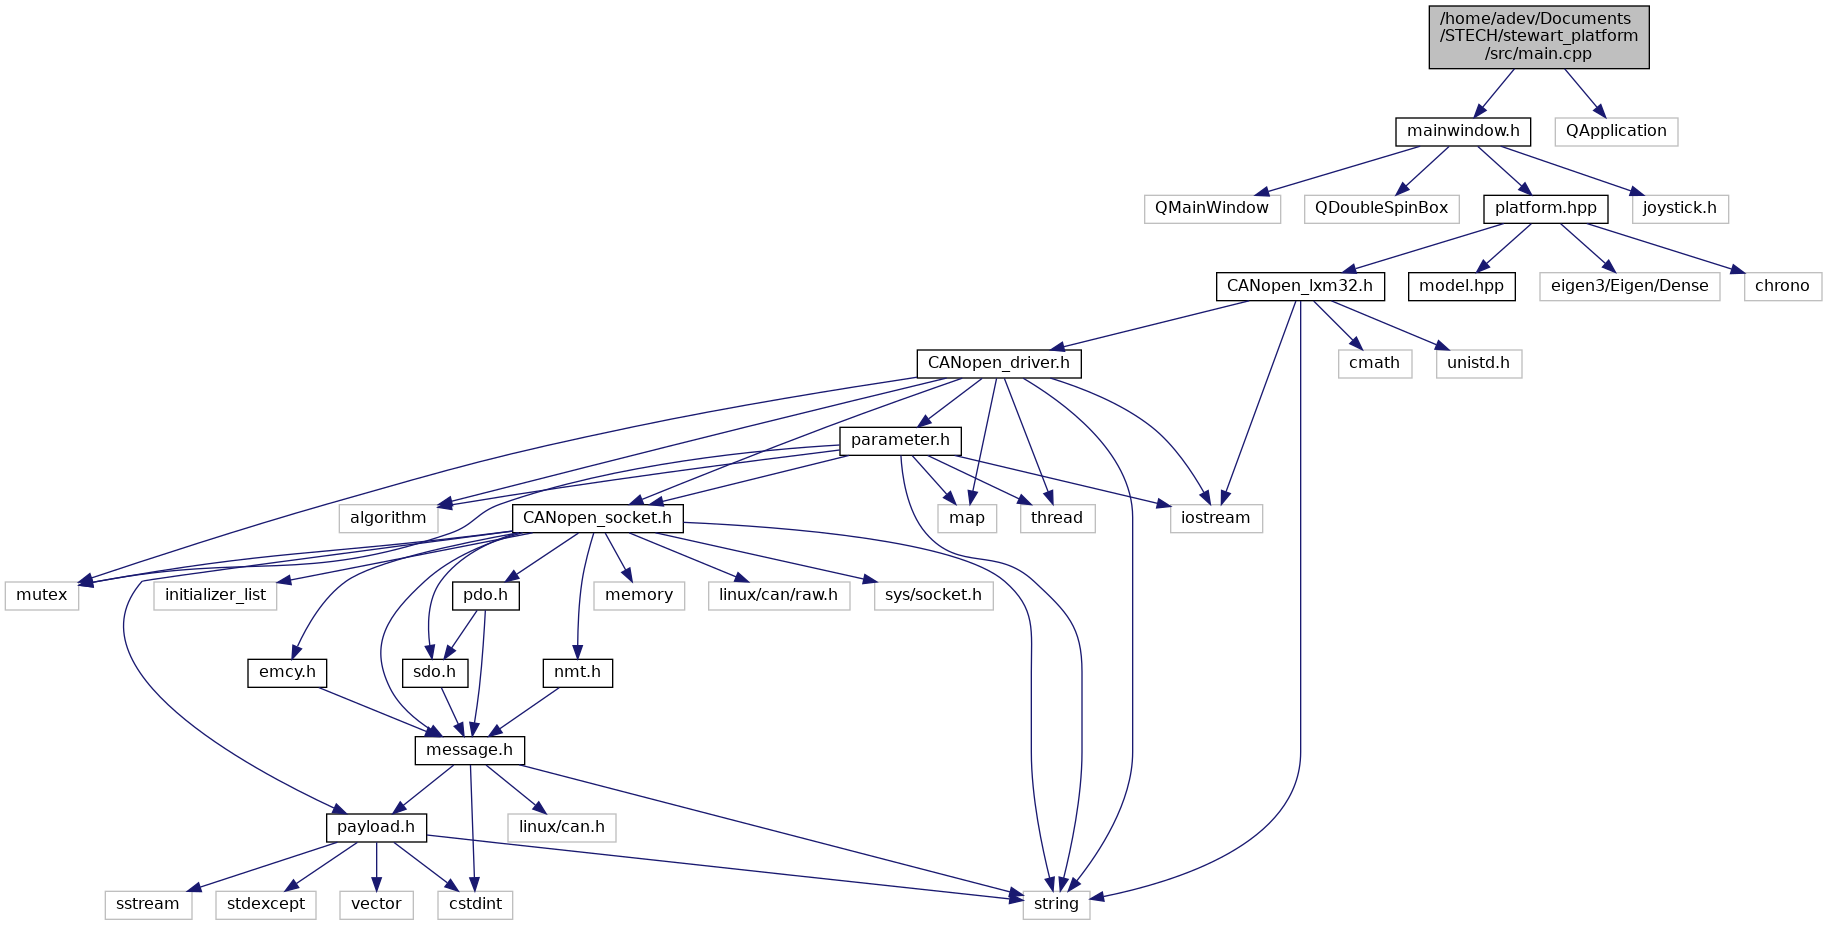 /home/adev/Documents
/STECH/stewart_platform
/src/main.cpp
mainwindow.h
QApplication
QMainWindow
QDoubleSpinBox
platform.hpp
joystick.h
CANopen_lxm32.h
model.hpp
eigen3/Eigen/Dense
chrono
CANopen_driver.h
cmath
unistd.h
parameter.h
algorithm
CANopen_socket.h
map
thread
iostream
mutex
initializer_list
pdo.h
memory
linux/can/raw.h
sys/socket.h
emcy.h
sdo.h
nmt.h
message.h
payload.h
linux/can.h
sstream
stdexcept
vector
cstdint
string